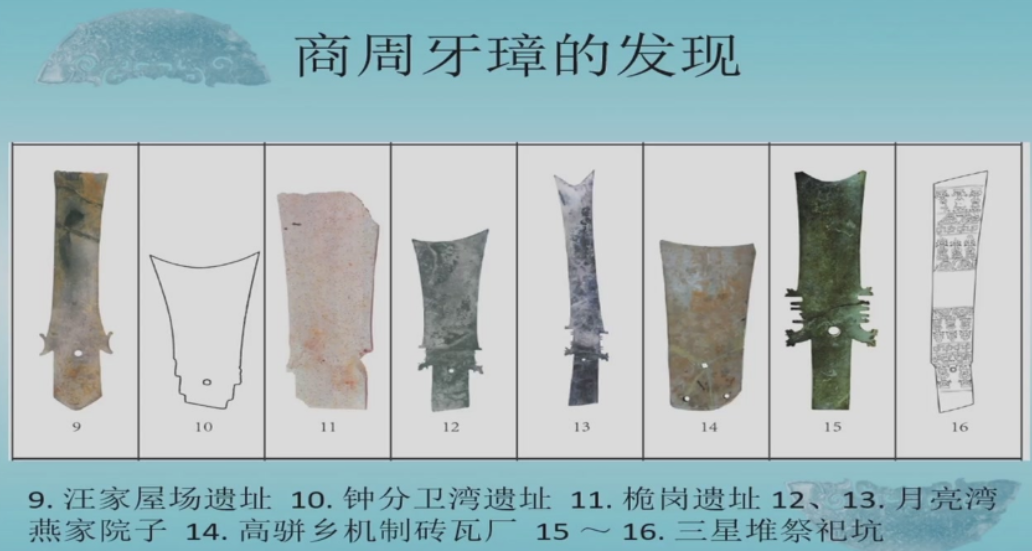 商周牙璋的发现
9 10 11 12 13 14 15 16
9. 汪家屋场遗址 10. 钟分卫湾遗址 11. 桅岗遗址 12、13. 月亮湾
燕家院子 14. 高骈乡机制砖瓦厂 15 ~ 16. 三星堆祭祀坑